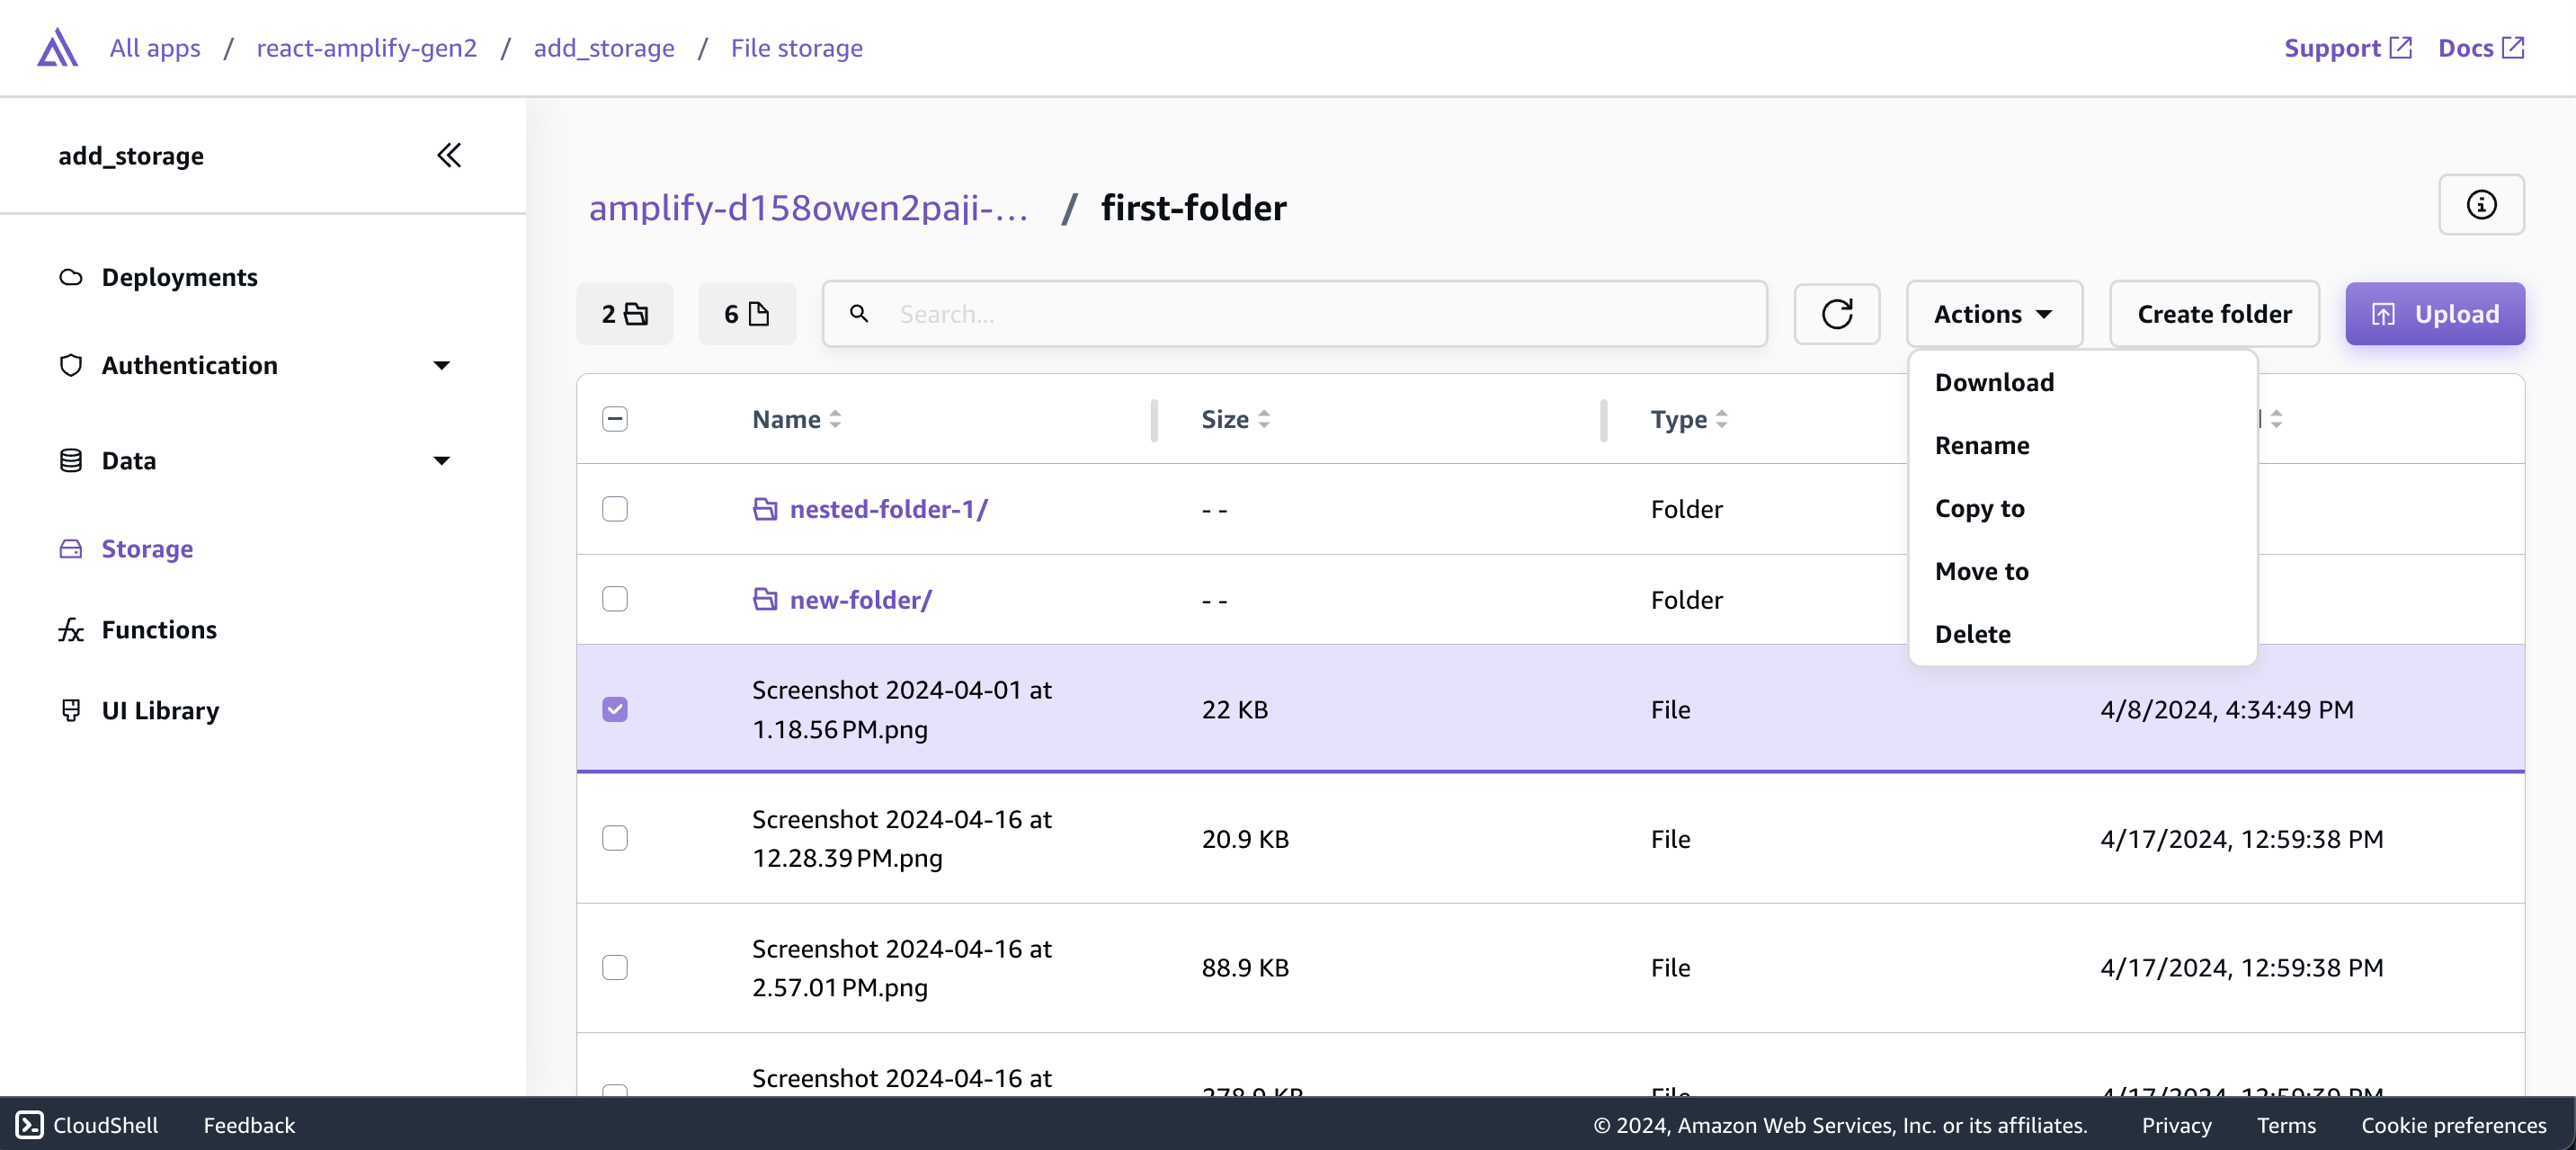 All apps / react-amplify-gen2 / add_storage / File storage
Support Docs
add_storage
Deployments
Authentication
Data
Storage
Functions
UI Library
amplify-d158owen2paji-... / first-folder
2 6 Search... Actions Create folder Upload
Download
Rename
Copy to
Move to
Delete
Name Size Type
nested-folder-1/ - - Folder
new-folder/ - - Folder
Screenshot 2024-04-01 at
1.18.56 PM.png 22 KB File 4/8/2024, 4:34:49 PM
Screenshot 2024-04-16 at
12.28.39 PM.png 20.9 KB File 4/17/2024, 12:59:38 PM
Screenshot 2024-04-16 at
2.57.01 PM.png 88.9 KB File 4/17/2024, 12:59:38 PM
Screenshot 2024-04-16 at
File
CloudShell Feedback © 2024, Amazon Web Services, Inc. or its affiliates. Privacy Terms Cookie preferences